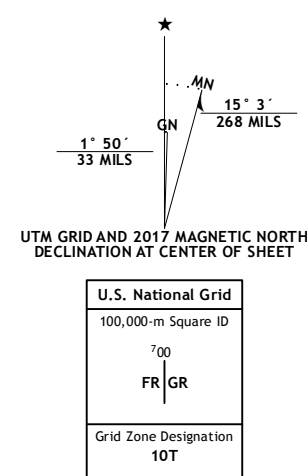 MN
GN
15° 3´
268 MILS
1° 50´
33 MILS
UTM GRID AND 2017 MAGNETIC NORTH
DECLINATION AT CENTER OF SHEET
U.S. National Grid
100,000-m Square ID
⁷00
FR GR
Grid Zone Designation
10T